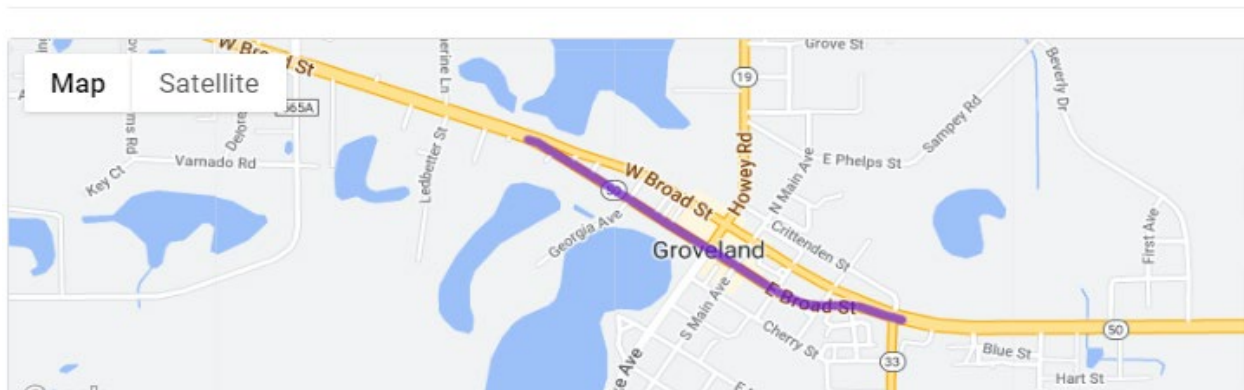 Map
Satellite
W Broad St
Grove St
19
Beverly Dr
Sampey Rd
Ledbetter St
Varnado Rd
Key Ct
E Phelps St
W Broad St
Howey Rd
N Main Ave
Georgia Ave
Crittenden St
Groveland
First Ave
E Broad St
S Main Ave
Cherry St
50
33
Blue St
Hart St